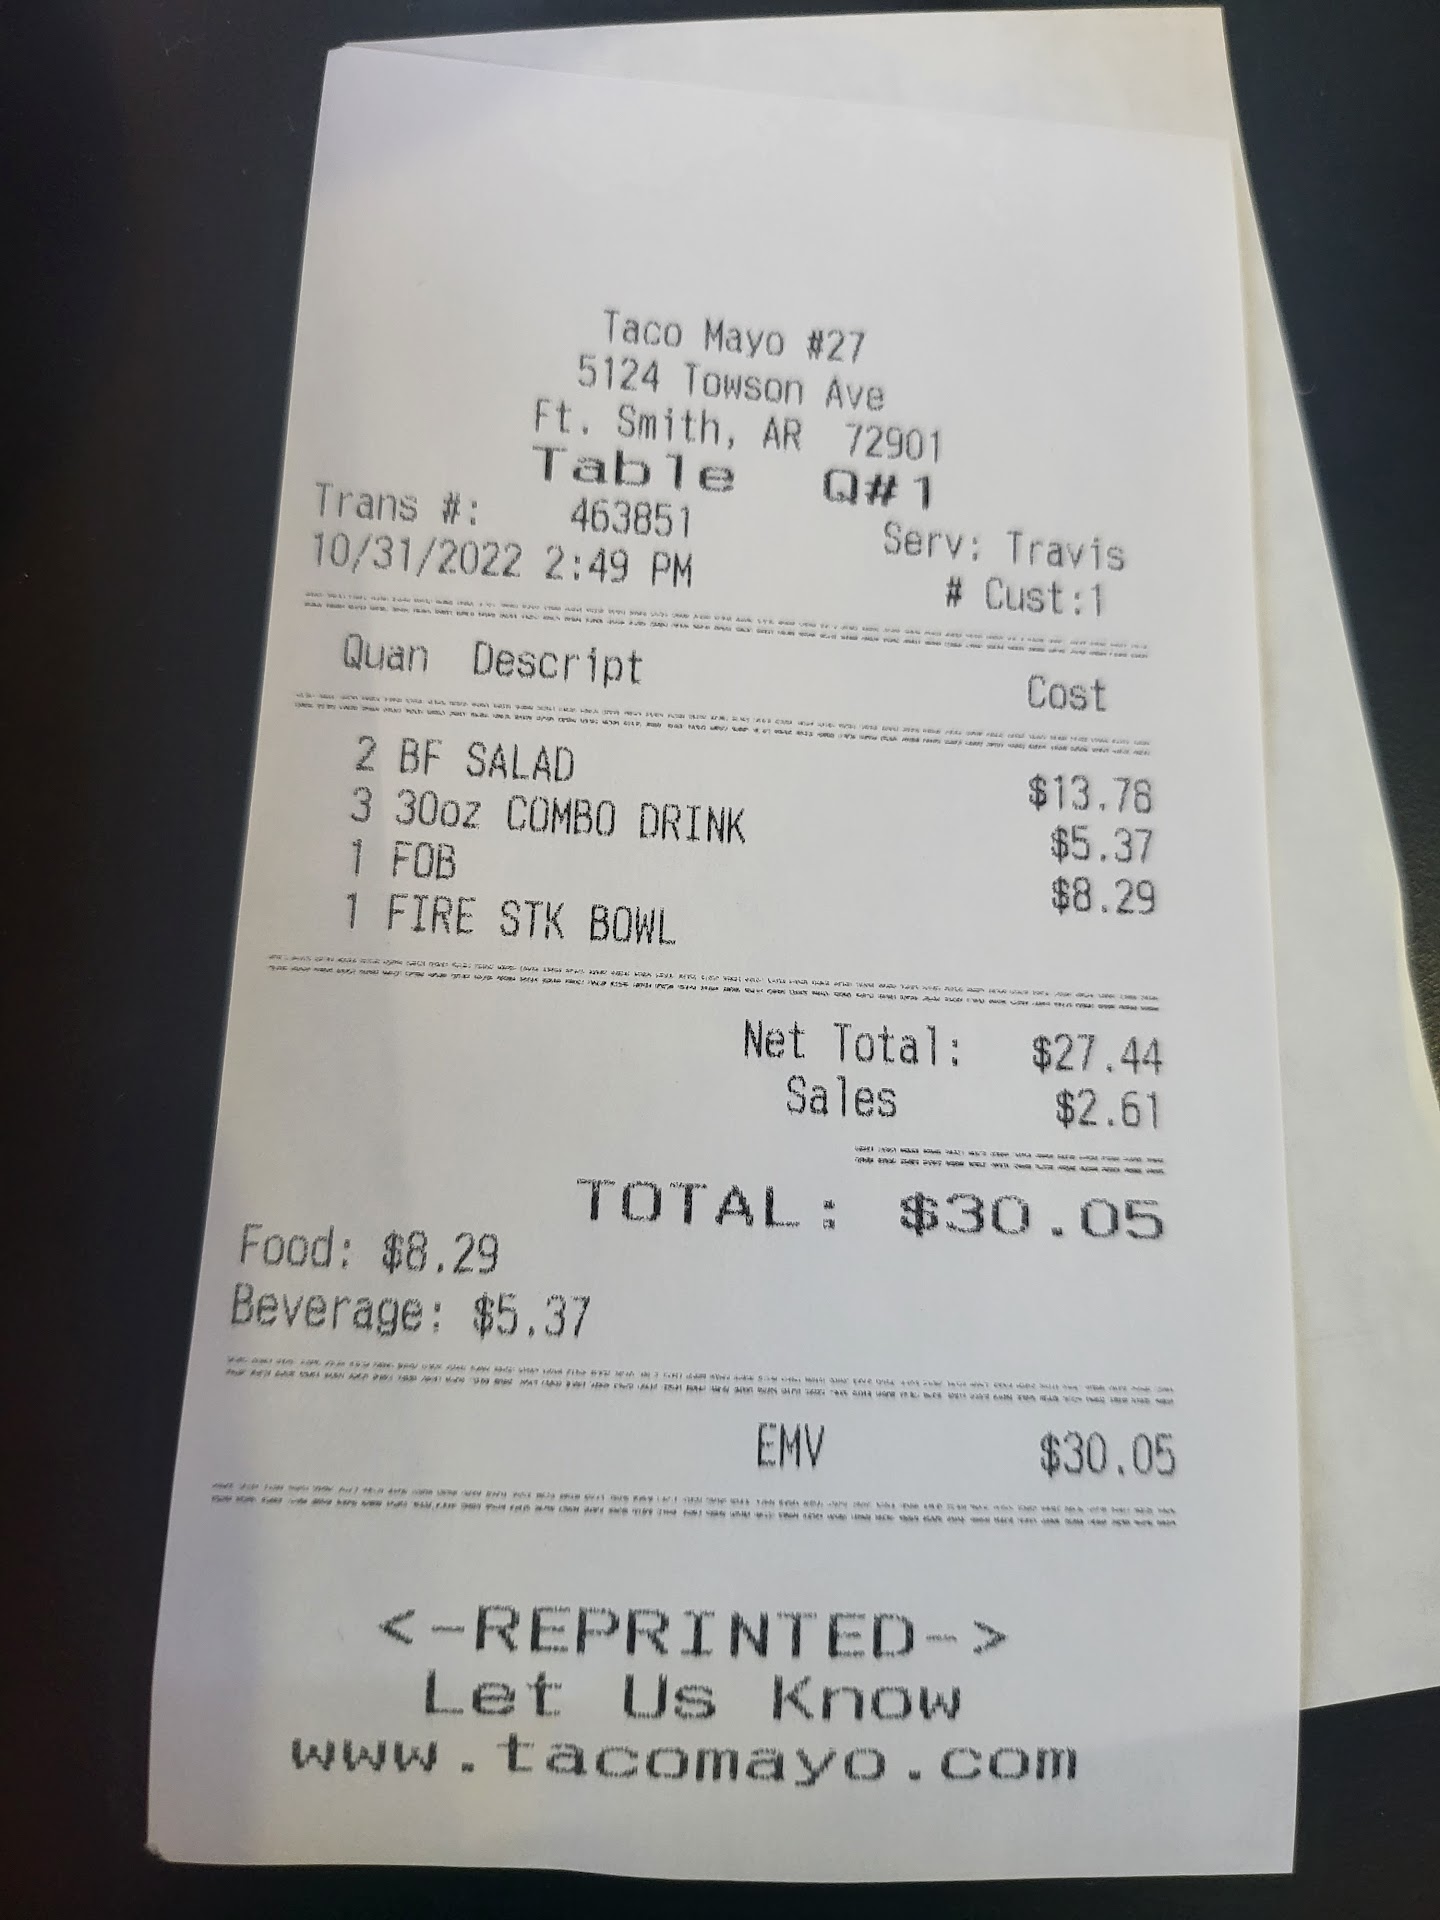 Taco Mayo #27
5124 Towson Ave
Ft. Smith, AR 72901
Table Q#1
Trans #: 463851 Serv: Travis
10/31/2022 2:49 PM # Cust:1
Quan Descript Cost
2 BF SALAD $13.78
3 30oz COMBO DRINK $5.37
1 FOB $8.29
1 FIRE STK BOWL
Net Total: $27.44
Sales $2.61
TOTAL: $30.05
Food: $8.29
Beverage: $5.37
EMV $30.05
<-REPRINTED->
Let Us Know
www.tacomayo.com